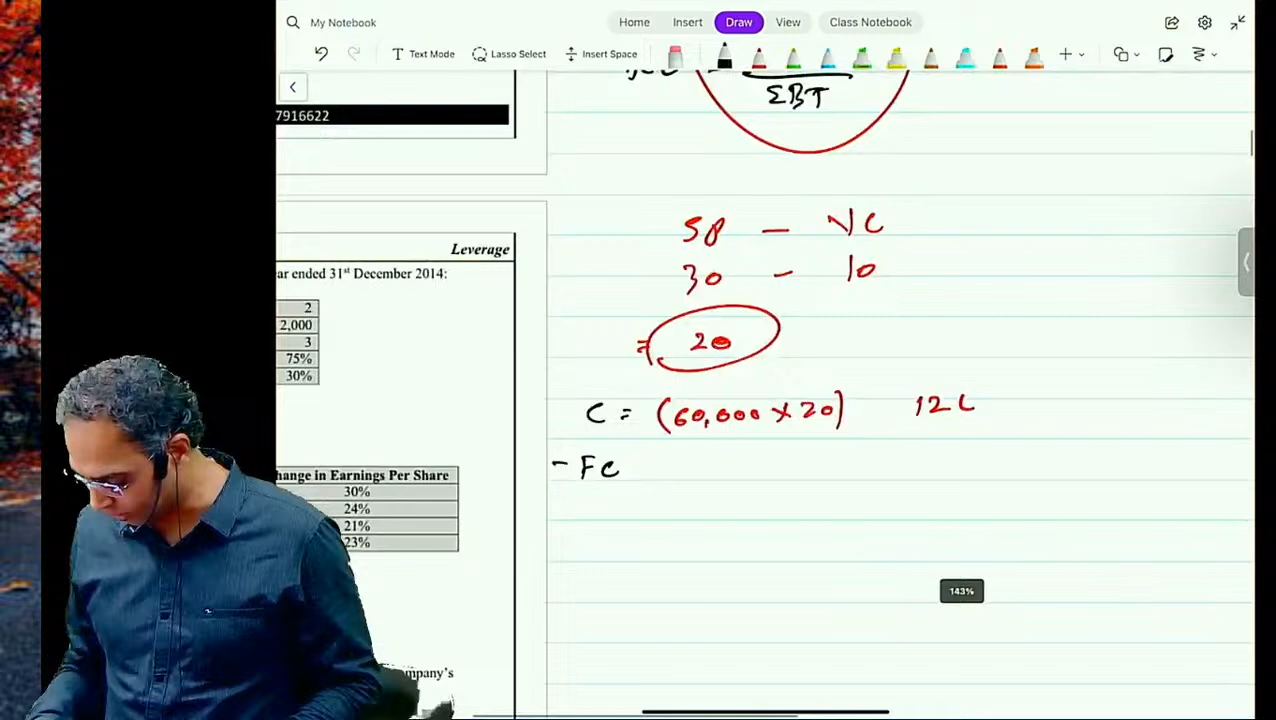 My Notebook
Home Insert Draw View Class Notebook
Text Mode Lasso Select Insert Space
7916622
ΣBT
SP - VC
30 - 10
= 20
C = (60,000 × 20) 12L
- FC
143%
Leverage
ar ended 31st December 2014:
2
2,000
3
75%
30%
hange in Earnings Per Share
30%
24%
21%
23%
mpany's